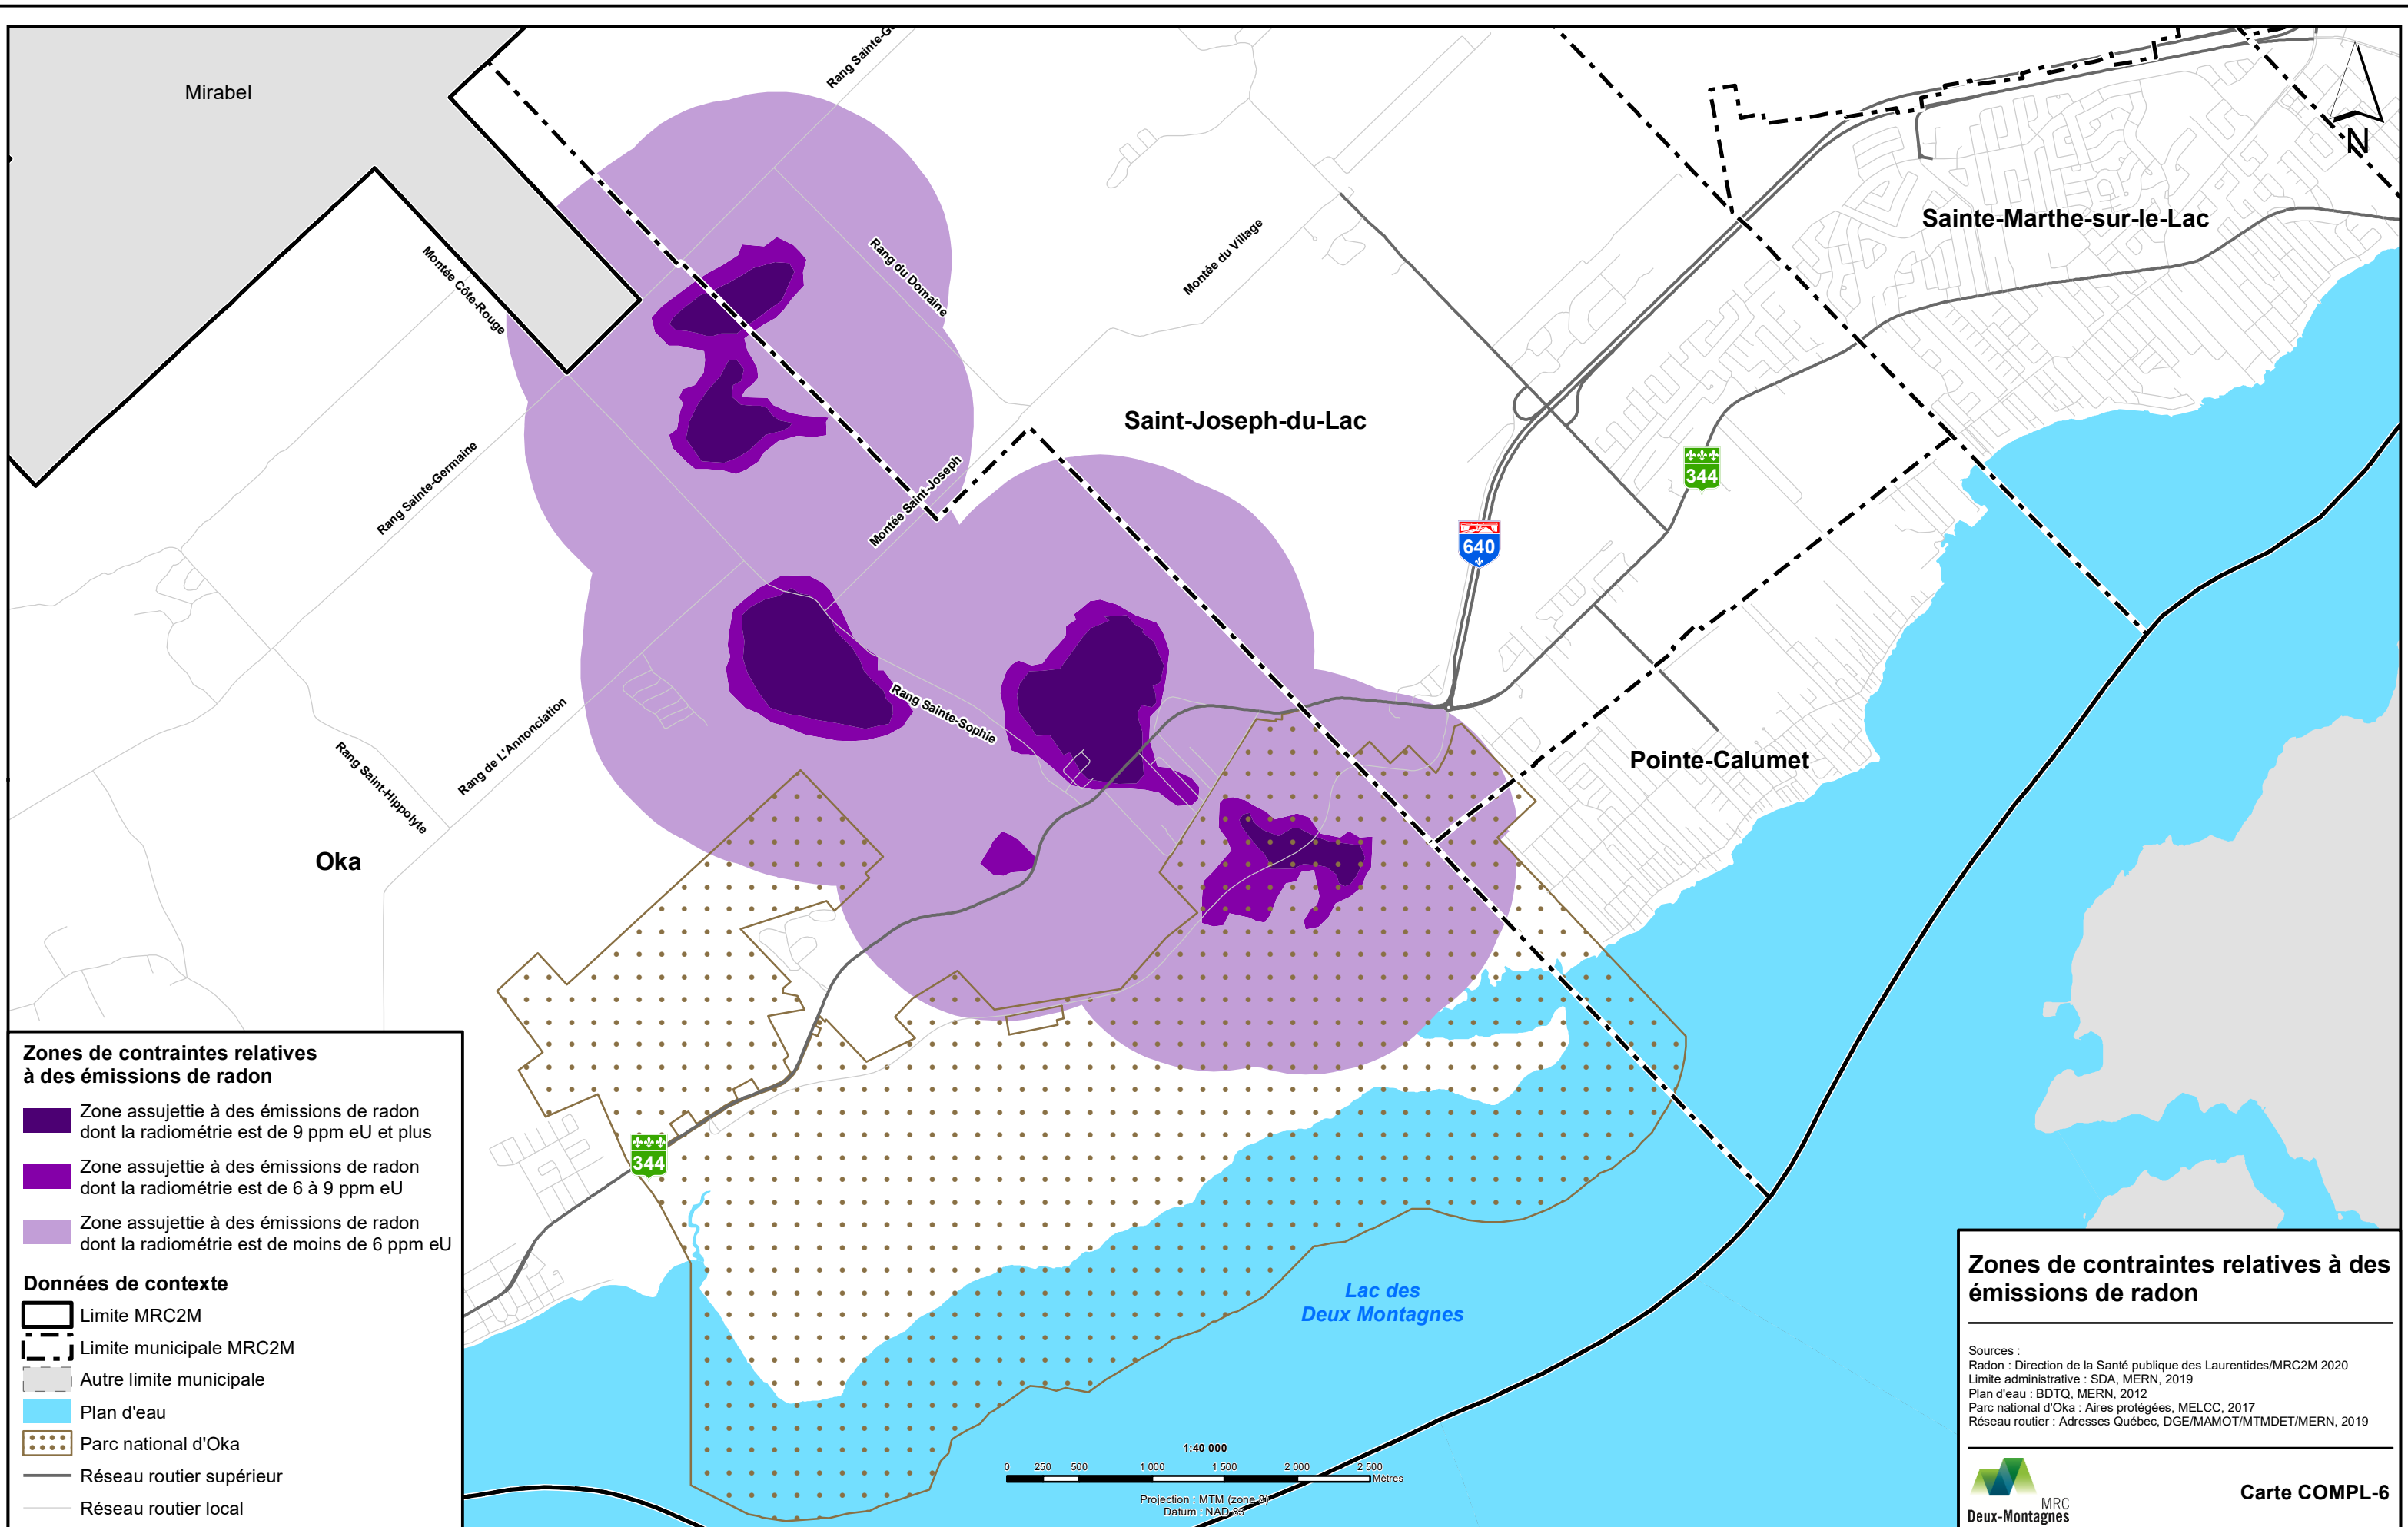 Mirabel
Rang Sainte-Ge
N
Sainte-Marthe-sur-le-Lac
Montée Côte-Rouge
Rang du Domaine
Montée du Village
Saint-Joseph-du-Lac
344
Rang Sainte-Germaine
Montée Saint-Joseph
640
Rang Sainte-Sophie
Rang de L'Annonciation
Rang Saint-Hippolyte
Pointe-Calumet
Oka
344
Lac des
Deux Montagnes
Zones de contraintes relatives
à des émissions de radon
Zone assujettie à des émissions de radon
dont la radiométrie est de 9 ppm eU et plus
Zone assujettie à des émissions de radon
dont la radiométrie est de 6 à 9 ppm eU
Zone assujettie à des émissions de radon
dont la radiométrie est de moins de 6 ppm eU
Données de contexte
Limite MRC2M
Limite municipale MRC2M
Autre limite municipale
Plan d'eau
Parc national d'Oka
Réseau routier supérieur
Réseau routier local
1:40 000
0 250 500 1 000 1 500 2 000 2 500
Mètres
Projection : MTM (zone 8)
Datum : NAD 83
Zones de contraintes relatives à des
émissions de radon
Sources :
Radon : Direction de la Santé publique des Laurentides/MRC2M 2020
Limite administrative : SDA, MERN, 2019
Plan d'eau : BDTQ, MERN, 2012
Parc national d'Oka : Aires protégées, MELCC, 2017
Réseau routier : Adresses Québec, DGE/MAMOT/MTMDET/MERN, 2019
MRC
Deux-Montagnes
Carte COMPL-6